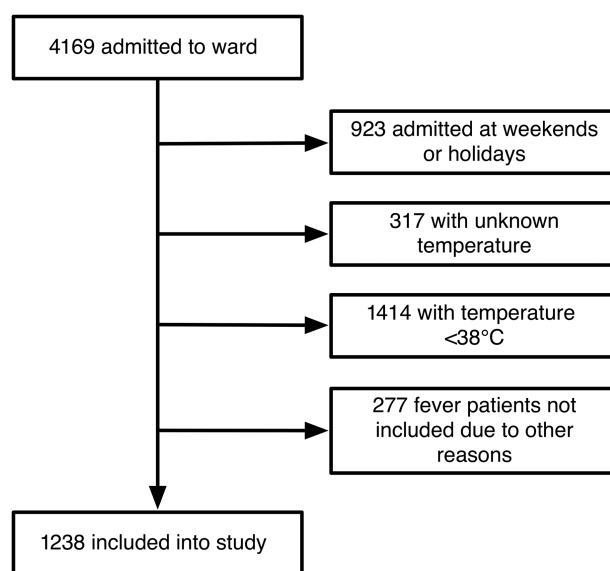 4169 admitted to ward
923 admitted at weekends
or holidays
317 with unknown
temperature
1414 with temperature
<38°C
277 fever patients not
included due to other
reasons
1238 included into study